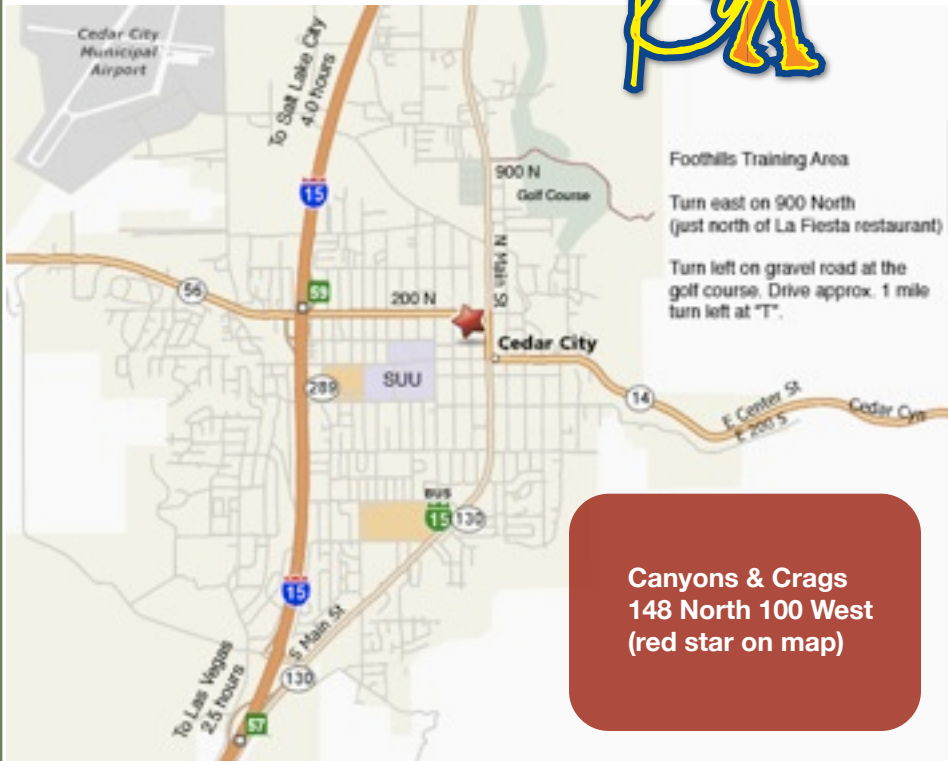 Cedar City
Municipal
Airport
To Salt Lake City
4.0 hours
15
900 N
Golf Course
Foothills Training Area
Turn east on 900 North
(just north of La Fiesta restaurant)
Turn left on gravel road at the
golf course. Drive approx. 1 mile
turn left at "T".
N Main St
56
59
200 N
Cedar City
289
SUU
14
E Center St
E 200 S
Cedar Cyn
BUS
15
130
15
S Main St
130
To Las Vegas
2.5 hours
57
Canyons & Crags
148 North 100 West
(red star on map)